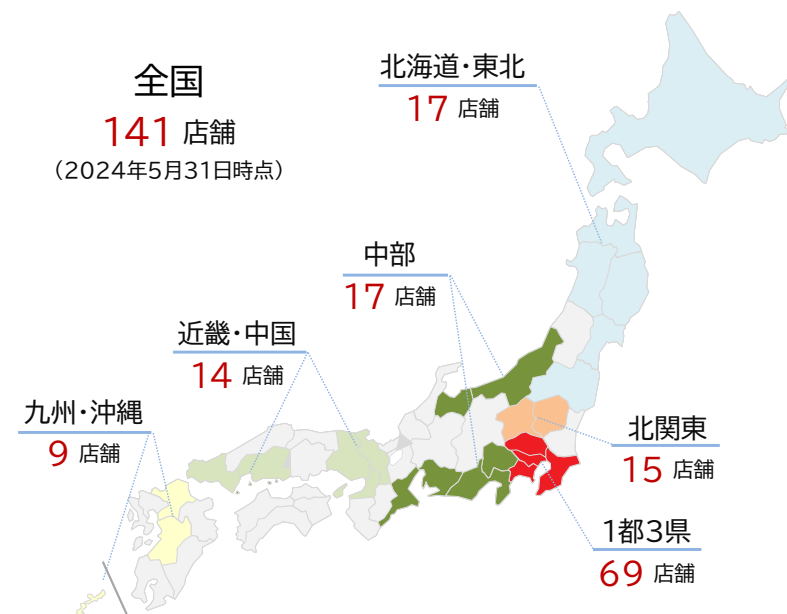 全国
141 店舗
（2024年5月31日時点）
北海道・東北
17 店舗
中部
17 店舗
近畿・中国
14 店舗
九州・沖縄
9 店舗
北関東
15 店舗
1都3県
69 店舗